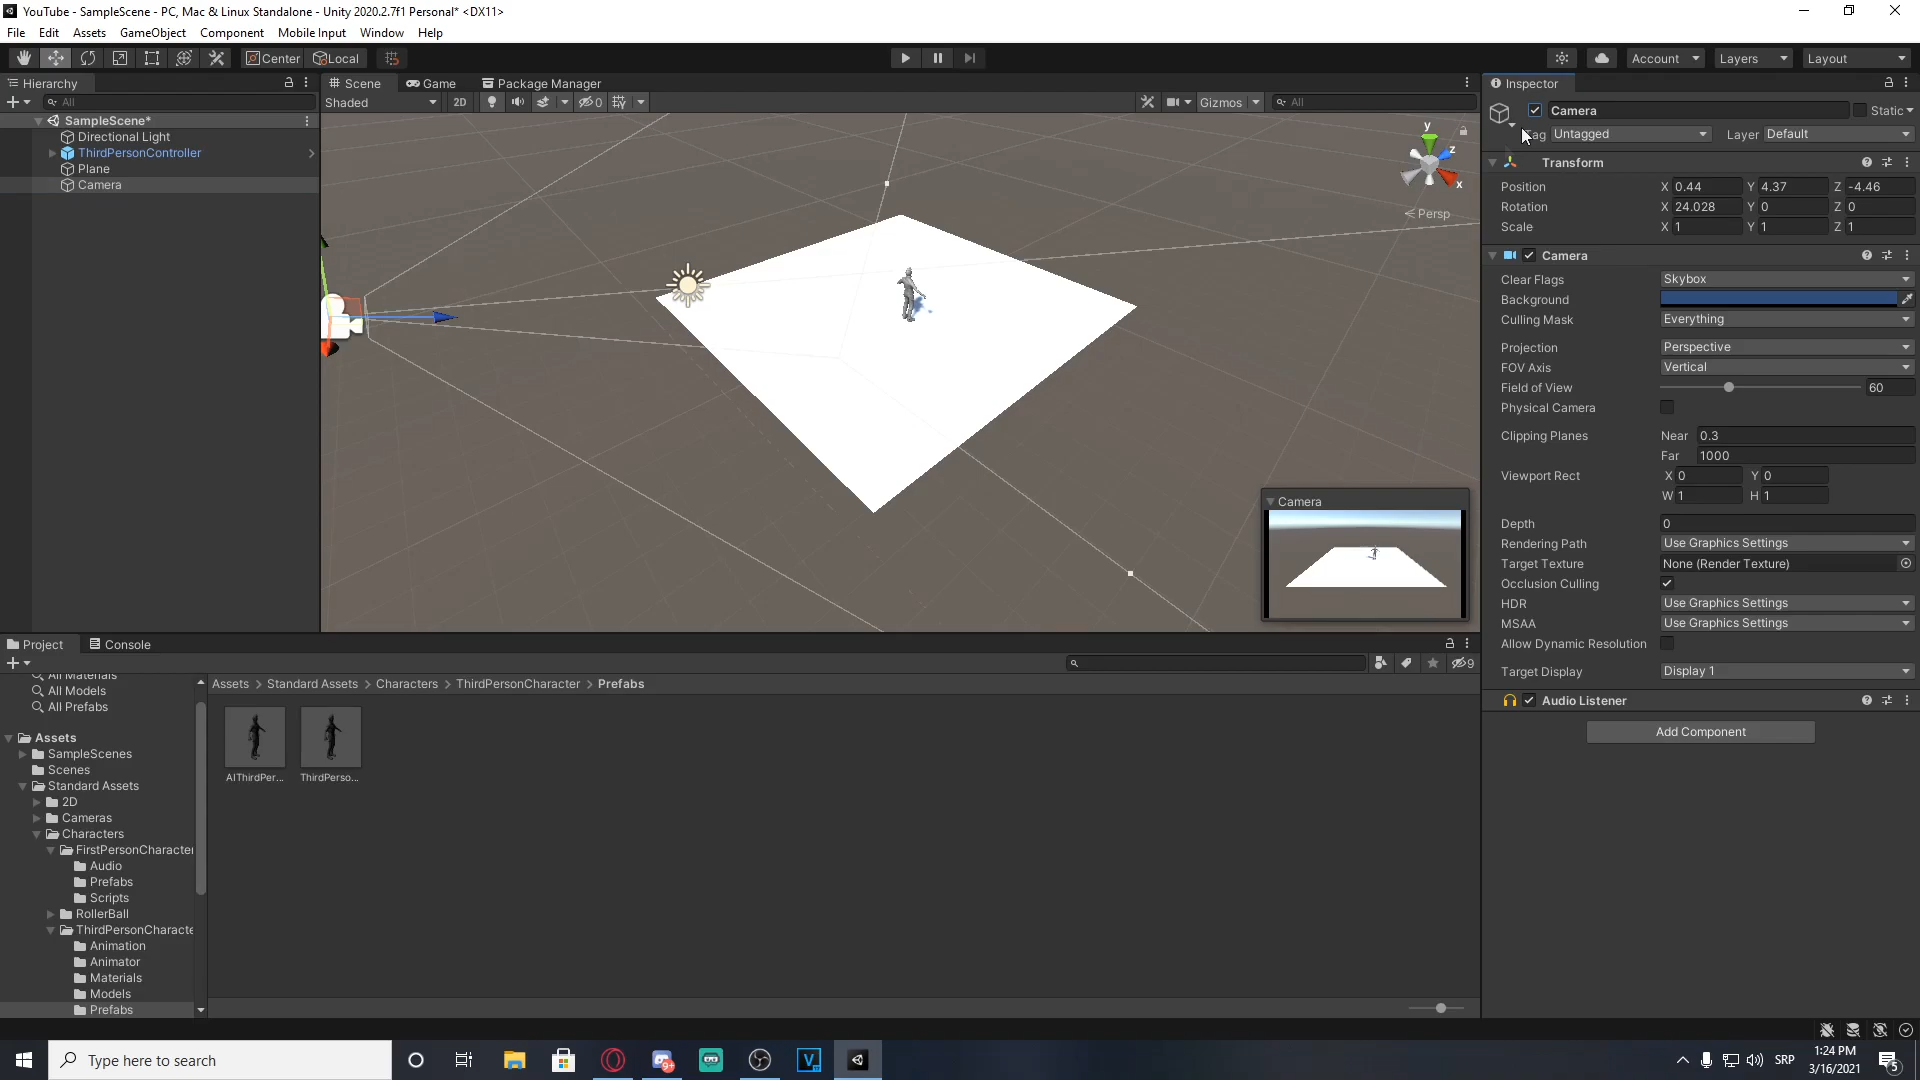 YouTube - SampleScene - PC, Mac & Linux Standalone - Unity 2020.2.7f1 Personal* <DX11>
File Edit Assets GameObject Component Mobile Input Window Help
Center Local Account Layers Layout
Hierarchy
All
SampleScene*
Directional Light
ThirdPersonController
Plane
Camera
Scene Game Package Manager
Shaded 2D 0 Gizmos All
y
z
x
Persp
Camera
Inspector
Camera Static
Tag Untagged Layer Default
Transform
Position X 0.44 Y 4.37 Z -4.46
Rotation X 24.028 Y 0 Z 0
Scale X 1 Y 1 Z 1
Camera
Clear Flags Skybox
Background
Culling Mask Everything
Projection Perspective
FOV Axis Vertical
Field of View 60
Physical Camera
Clipping Planes Near 0.3
Far 1000
Viewport Rect X 0 Y 0
W 1 H 1
Depth 0
Rendering Path Use Graphics Settings
Target Texture None (Render Texture)
Occlusion Culling
HDR Use Graphics Settings
MSAA Use Graphics Settings
Allow Dynamic Resolution
Target Display Display 1
Audio Listener
Add Component
Project Console
9
All Materials
All Models
All Prefabs
Assets
SampleScenes
Scenes
Standard Assets
2D
Cameras
Characters
FirstPersonCharacter
Audio
Prefabs
Scripts
RollerBall
ThirdPersonCharacte
Animation
Animator
Materials
Models
Prefabs
Assets > Standard Assets > Characters > ThirdPersonCharacter > Prefabs
AIThirdPer... ThirdPerso...
Type here to search
9+
V
SRP
1:24 PM
3/16/2021
5